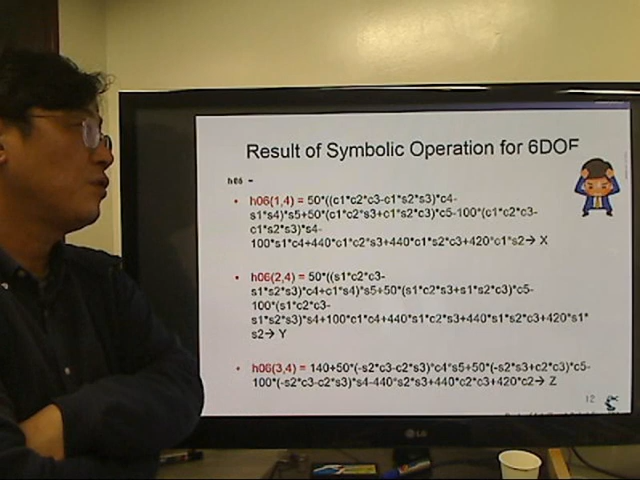 Result of Symbolic Operation for 6DOF
h06 =
• h06(1,4) = 50*((c1*c2*c3-c1*s2*s3)*c4-
s1*s4)*s5+50*(c1*c2*s3+c1*s2*c3)*c5-100*(c1*c2*c3-
c1*s2*s3)*s4-
100*s1*c4+440*c1*c2*s3+440*c1*s2*c3+420*c1*s2→ X
• h06(2,4) = 50*((s1*c2*c3-
s1*s2*s3)*c4+c1*s4)*s5+50*(s1*c2*s3+s1*s2*c3)*c5-
100*(s1*c2*c3-
s1*s2*s3)*s4+100*c1*c4+440*s1*c2*s3+440*s1*s2*c3+420*s1*
s2→ Y
• h06(3,4) = 140+50*(-s2*c3-c2*s3)*c4*s5+50*(-s2*s3+c2*c3)*c5-
100*(-s2*c3-c2*s3)*s4-440*s2*s3+440*c2*c3+420*c2→ Z
12
LG